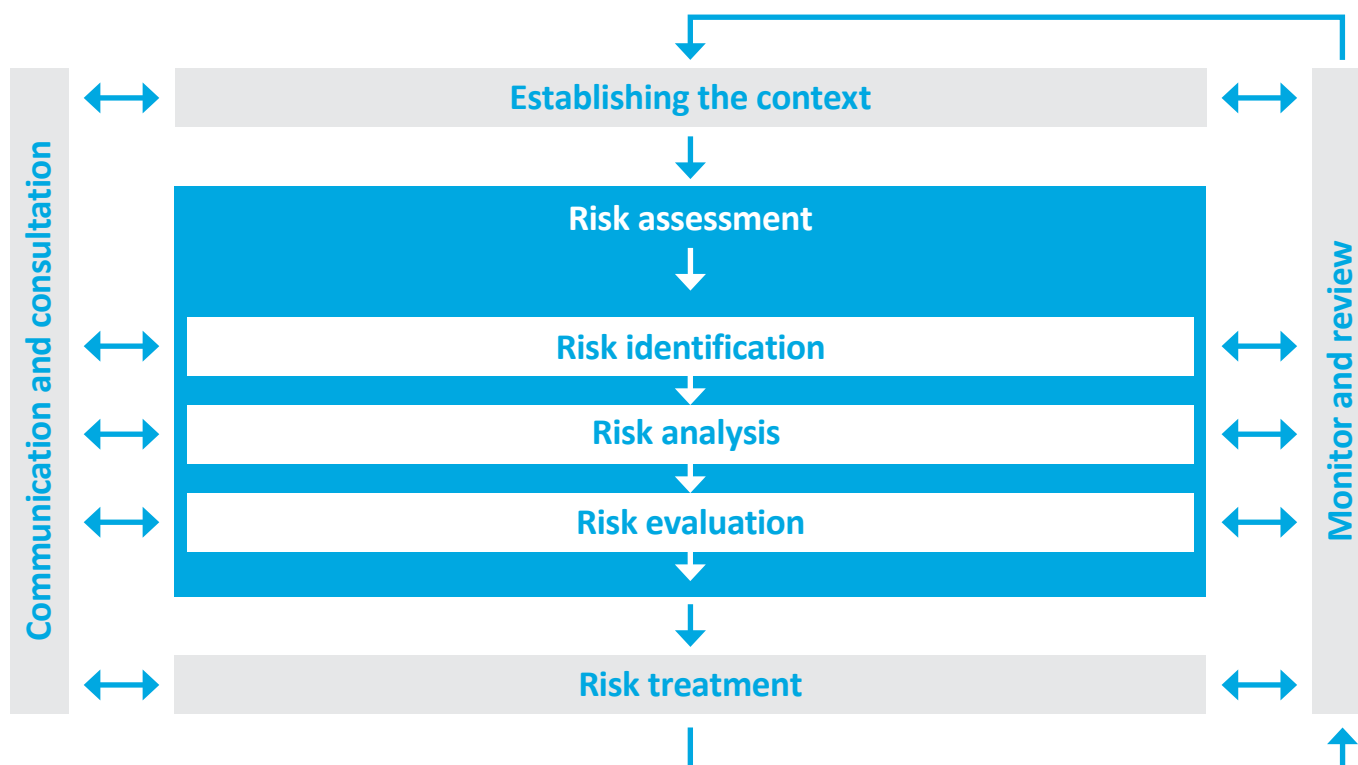 Establishing the context
Communication and consultation
Risk assessment
Risk identification
Risk analysis
Risk evaluation
Monitor and review
Risk treatment